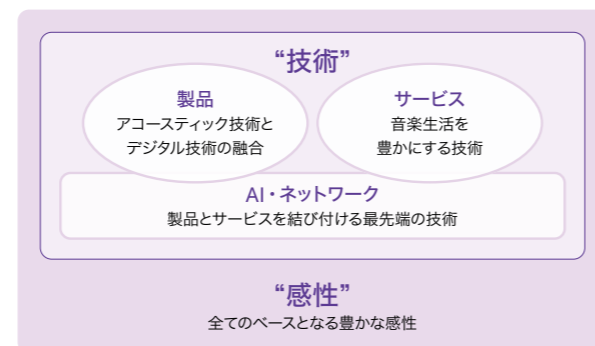 “技術”
製品
アコースティック技術と
デジタル技術の融合
サービス
音楽生活を
豊かにする技術
AI・ネットワーク
製品とサービスを結び付ける最先端の技術
“感性”
全てのベースとなる豊かな感性